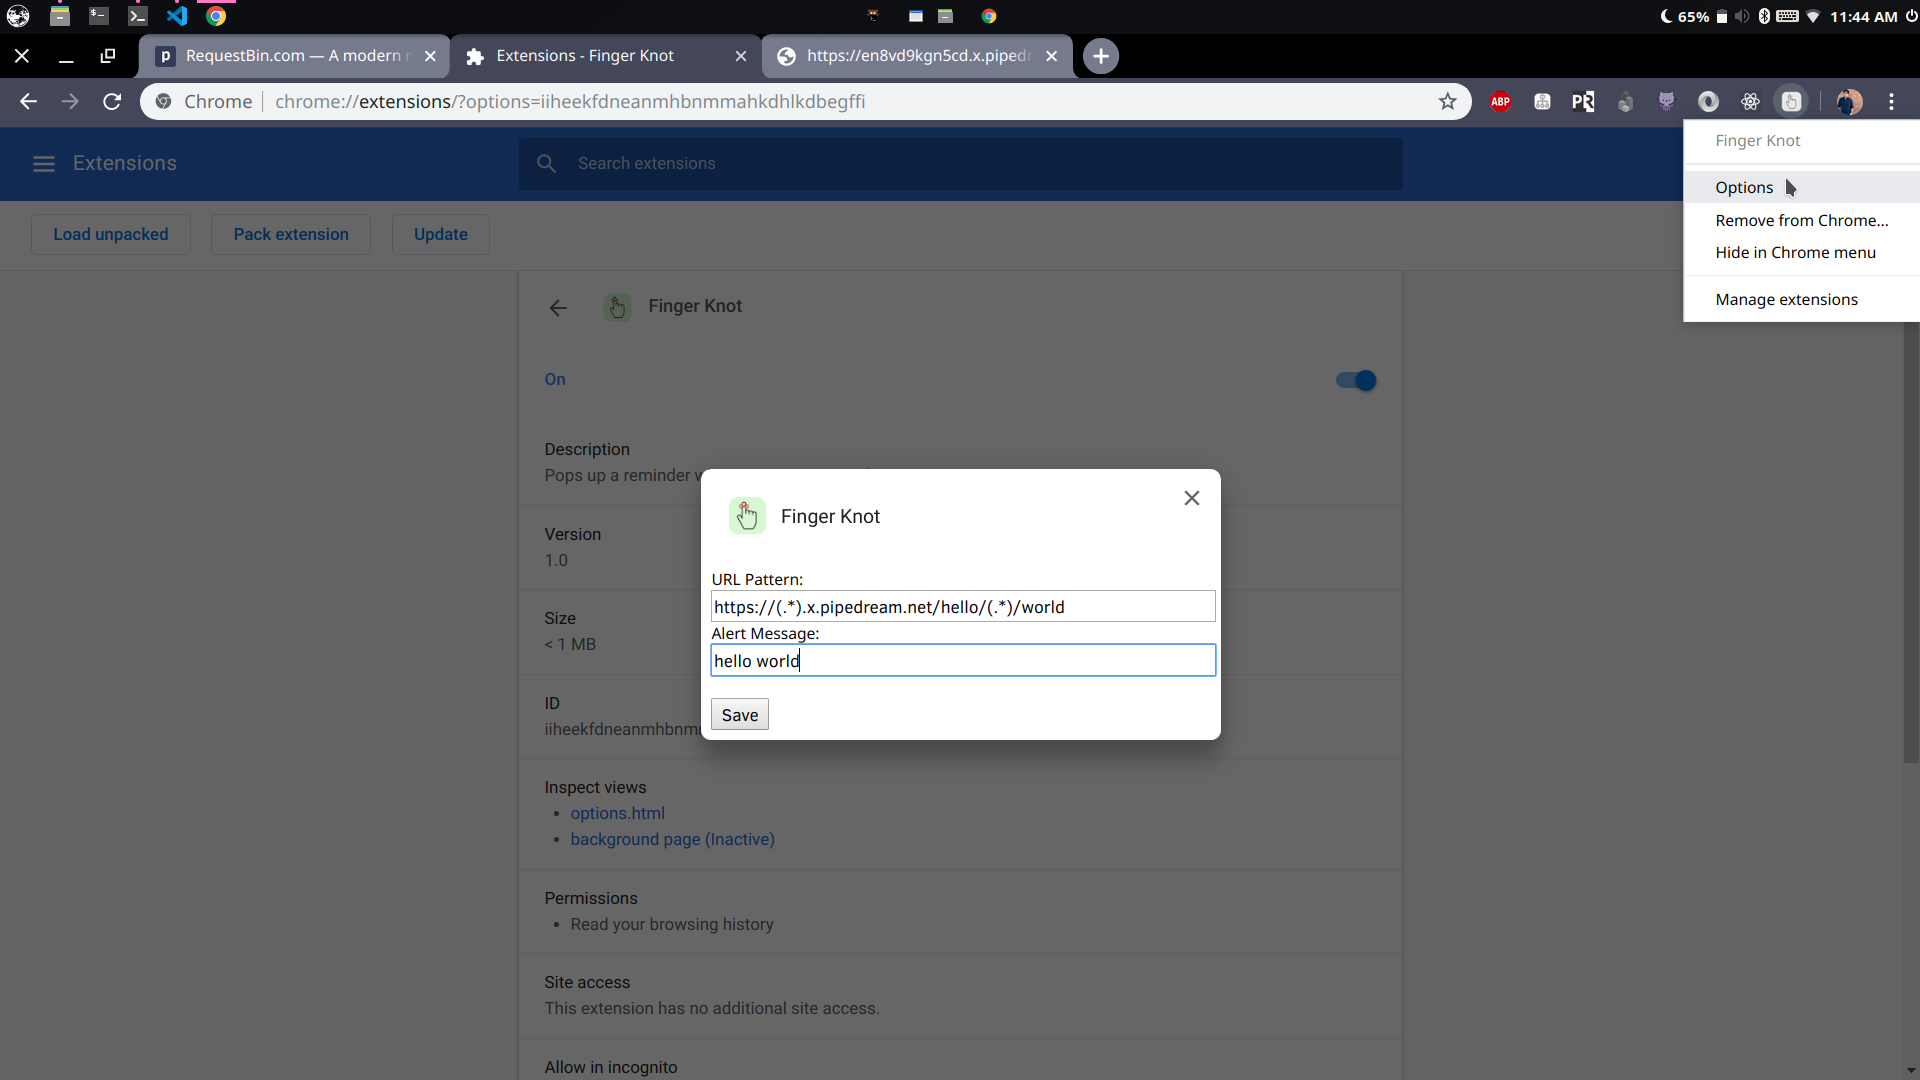 65%
11:44 AM
RequestBin.com — A modern
Extensions - Finger Knot
https://en8vd9kgn5cd.x.pipedr
Chrome
chrome://extensions/?options=iiheekfdneanmhbnmmahkdhlkdbegffi
ABP
PR
Finger Knot
Options
Remove from Chrome...
Hide in Chrome menu
Manage extensions
Extensions
Search extensions
Load unpacked
Pack extension
Update
Finger Knot
On
Description
Pops up a reminder
Version
1.0
Size
< 1 MB
ID
iiheekfdneanmhbnm
Inspect views
• options.html
• background page (Inactive)
Permissions
• Read your browsing history
Site access
This extension has no additional site access.
Allow in incognito
Finger Knot
URL Pattern:
https://(.*).x.pipedream.net/hello/(.*)/world
Alert Message:
hello world
Save